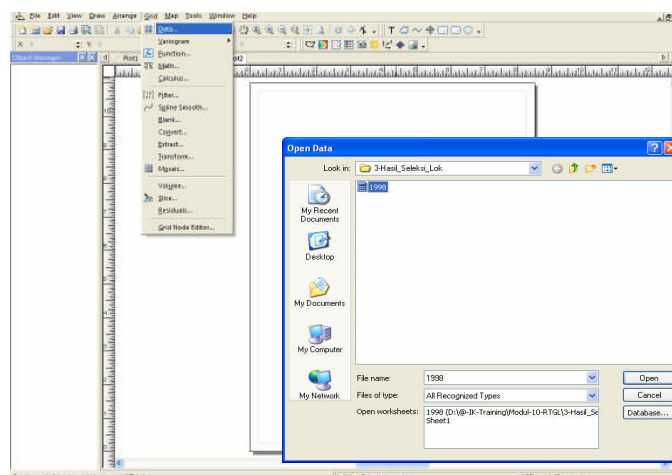 File Edit View Draw Arrange Grid Map Tools Window Help
Object Manager
Plot1
Data...
Variogram
Function...
Math...
Calculus...
Filter...
Spline Smooth...
Blank...
Convert...
Extract...
Transform...
Mosaic...
Volume...
Slice...
Residuals...
Grid Node Editor...
Open Data
Look in: 3-Hasil_Seleksi_Lok
1998
My Recent Documents
Desktop
My Documents
My Computer
My Network
File name: 1998 Open
Files of type: All Recognized Types Cancel
Open worksheets: 1998 (D:\@-IK-Training\Modul-10-RTGL\3-Hasil_Se Database...
Sheet1